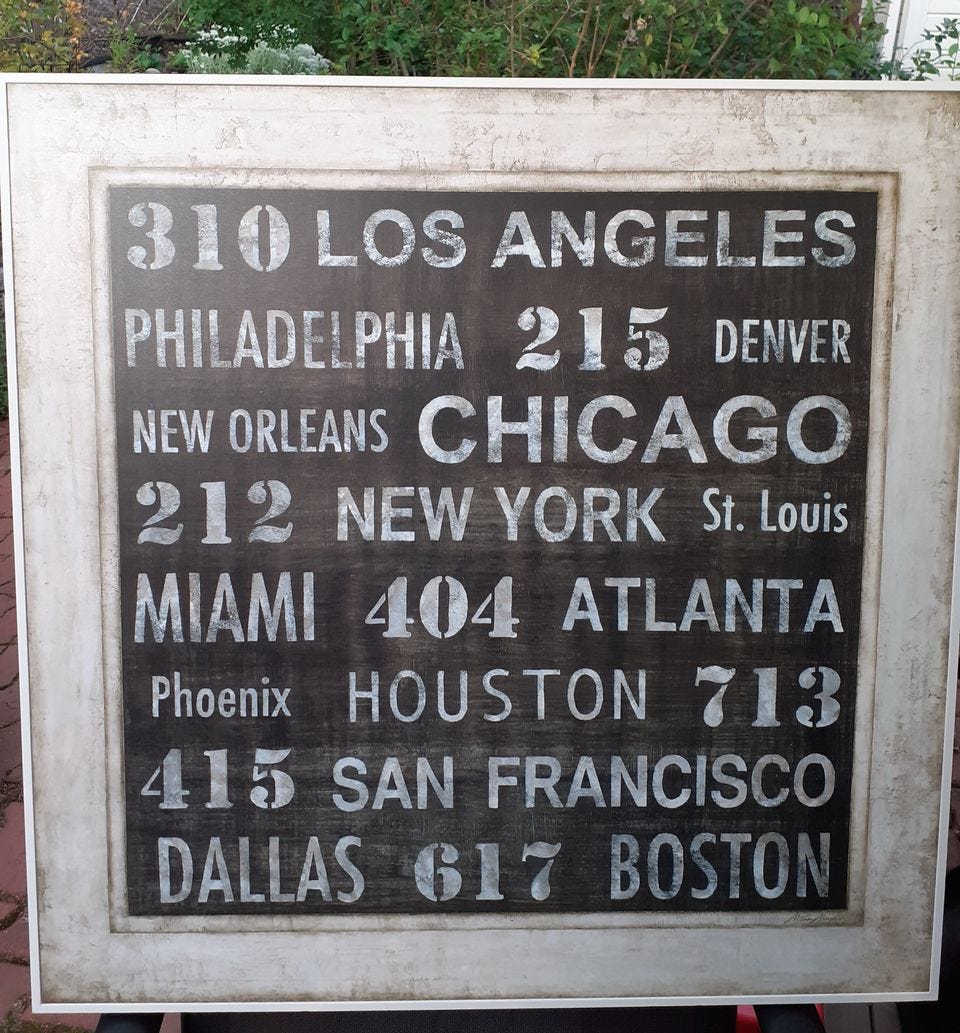 310 LOS ANGELES
PHILADELPHIA 215 DENVER
NEW ORLEANS CHICAGO
212 NEW YORK St. Louis
MIAMI 404 ATLANTA
Phoenix HOUSTON 713
415 SAN FRANCISCO
DALLAS 617 BOSTON